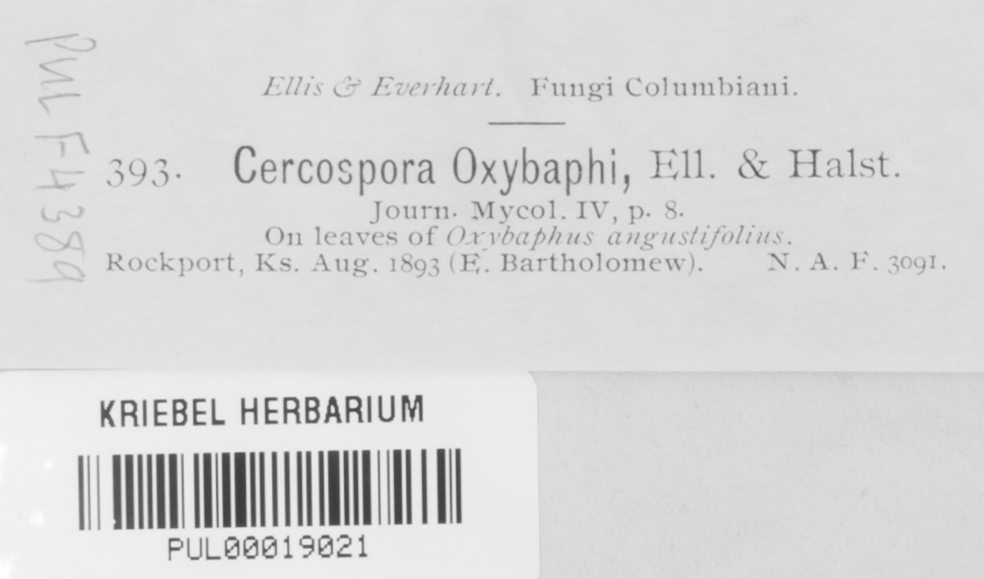 PUL F-4389
Ellis & Everhart. Fungi Columbiani.
393. Cercospora Oxybaphi, Ell. & Halst.
Journ. Mycol. IV, p. 8.
On leaves of Oxybaphus angustifolius.
Rockport, Ks. Aug. 1893 (E. Bartholomew). N. A. F. 3091.
KRIEBEL HERBARIUM
PUL00019021